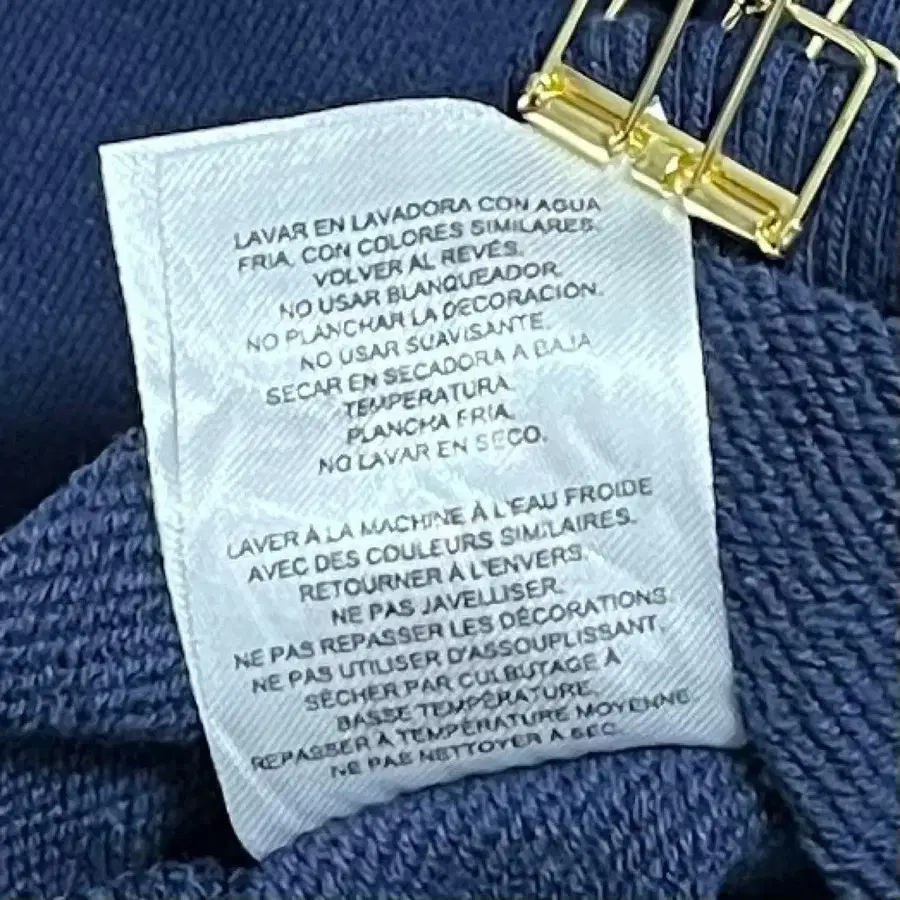 LAVAR EN LAVADORA CON AGUA
FRIA, CON COLORES SIMILARES.
VOLVER AL REVÉS.
NO USAR BLANQUEADOR.
NO PLANCHAR LA DECORACIÓN.
NO USAR SUAVISANTE.
SECAR EN SECADORA A BAJA
TEMPERATURA.
PLANCHA FRIA.
NO LAVAR EN SECO.
LAVER À LA MACHINE À L'EAU FROIDE
AVEC DES COULEURS SIMILAIRES.
RETOURNER À L'ENVERS.
NE PAS JAVELLISER.
NE PAS REPASSER LES DÉCORATIONS.
NE PAS UTILISER D'ASSOUPLISSANT.
SÉCHER PAR CULBUTAGE À
BASSE TEMPÉRATURE.
REPASSER À TEMPÉRATURE MOYENNE
NE PAS NETTOYER À SEC.